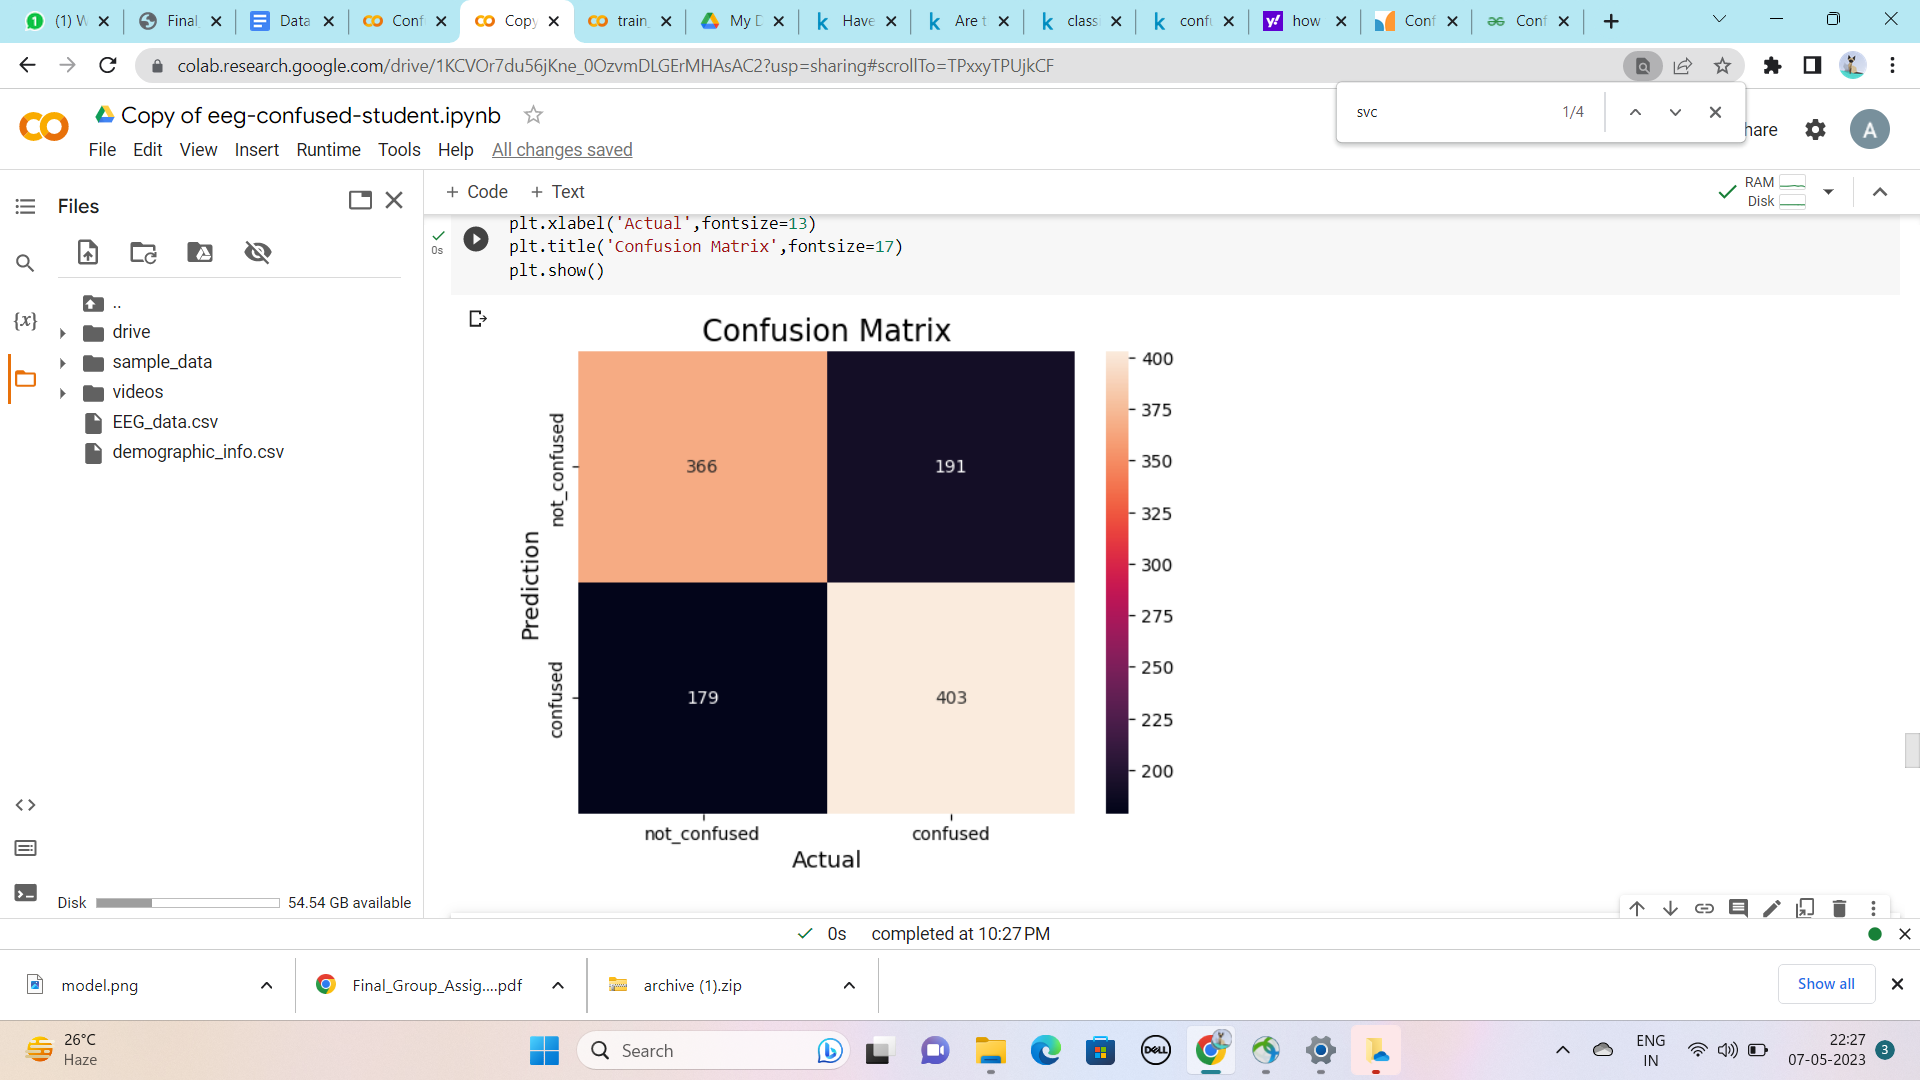 (1) W
Final
Data
Conf
Copy
train_
My D
Have
Are t
class
confu
how
Conf
Conf
colab.research.google.com/drive/1KCVOr7du56jKne_0OzvmDLGErMHAsAC2?usp=sharing#scrollTo=TPxxyTPUjkCF
svc 1/4
Copy of eeg-confused-student.ipynb
hare
A
File Edit View Insert Runtime Tools Help All changes saved
Files
+ Code + Text
RAM
Disk
plt.xlabel('Actual',fontsize=13)
plt.title('Confusion Matrix',fontsize=17)
plt.show()
0s
{x}
..
drive
sample_data
videos
EEG_data.csv
demographic_info.csv
Confusion Matrix
Prediction
not_confused
confused
366
191
179
403
not_confused
confused
Actual
400
375
350
325
300
275
250
225
200
Disk 54.54 GB available
0s completed at 10:27 PM
model.png
Final_Group_Assig....pdf
archive (1).zip
Show all
26°C
Haze
Search
DELL
ENG
IN
22:27
07-05-2023
3